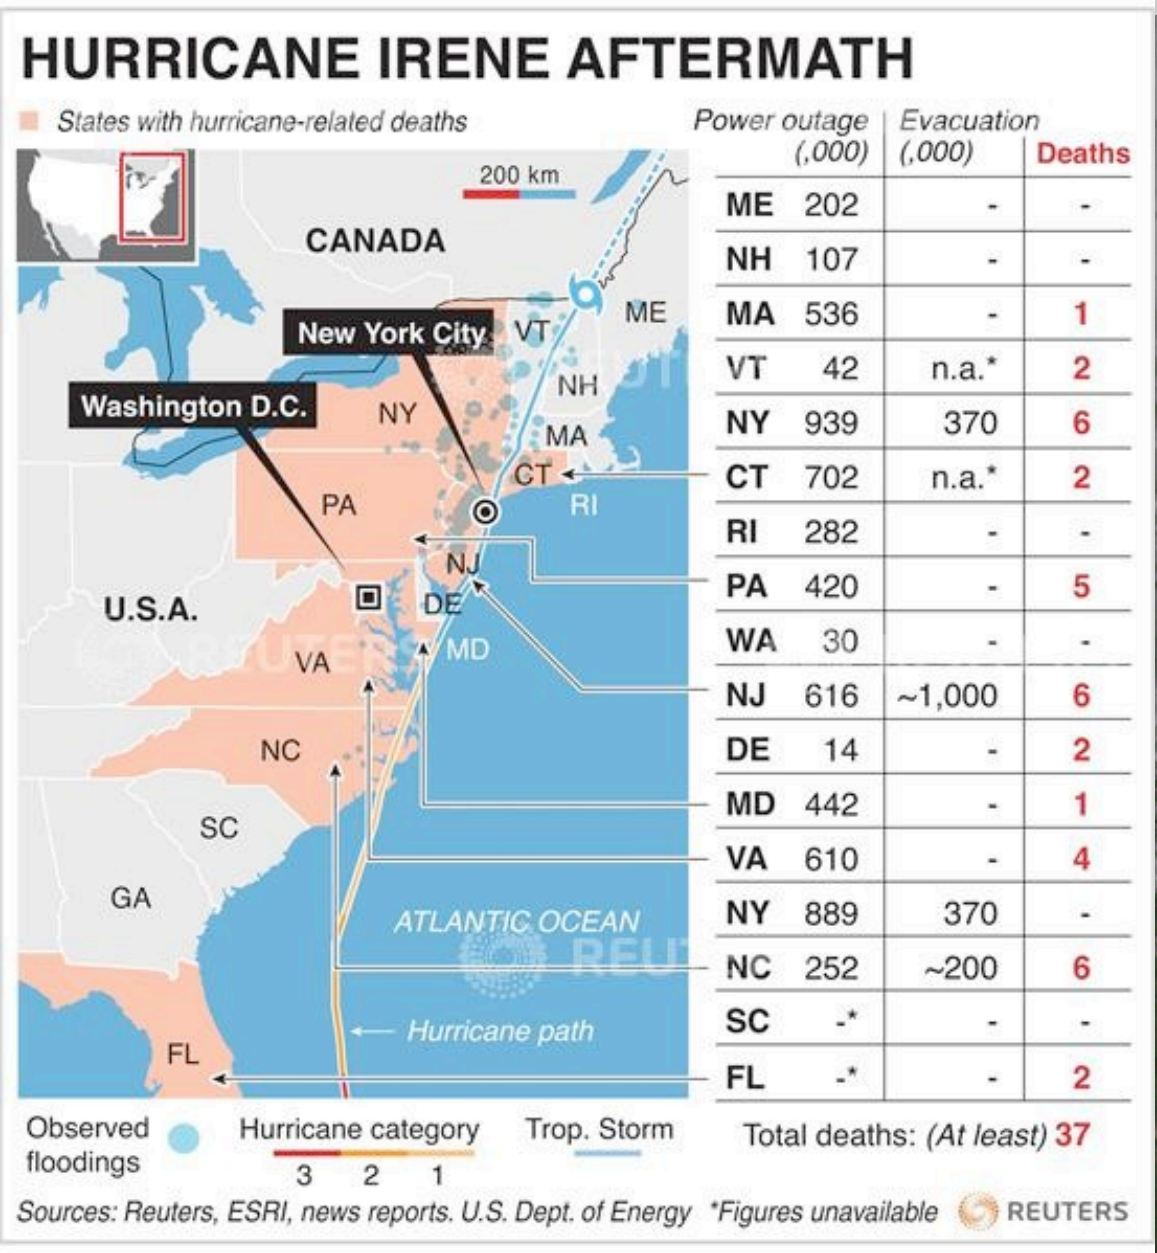 HURRICANE IRENE AFTERMATH
States with hurricane-related deaths
Power outage (,000) Evacuation (,000) Deaths
ME 202 - -
NH 107 - -
MA 536 - 1
VT 42 n.a.* 2
NY 939 370 6
CT 702 n.a.* 2
RI 282 - -
PA 420 - 5
WA 30 - -
NJ 616 ~1,000 6
DE 14 - 2
MD 442 - 1
VA 610 - 4
NY 889 370 -
NC 252 ~200 6
SC -* - -
FL -* - 2
Total deaths: (At least) 37
200 km
CANADA
ME
New York City
VT
NH
Washington D.C.
NY
MA
CT
RI
PA
NJ
U.S.A.
DE
MD
VA
NC
SC
GA
ATLANTIC OCEAN
Hurricane path
FL
REUTERS
Observed
floodings
Hurricane category
3 2 1
Trop. Storm
Sources: Reuters, ESRI, news reports. U.S. Dept. of Energy *Figures unavailable
REUTERS